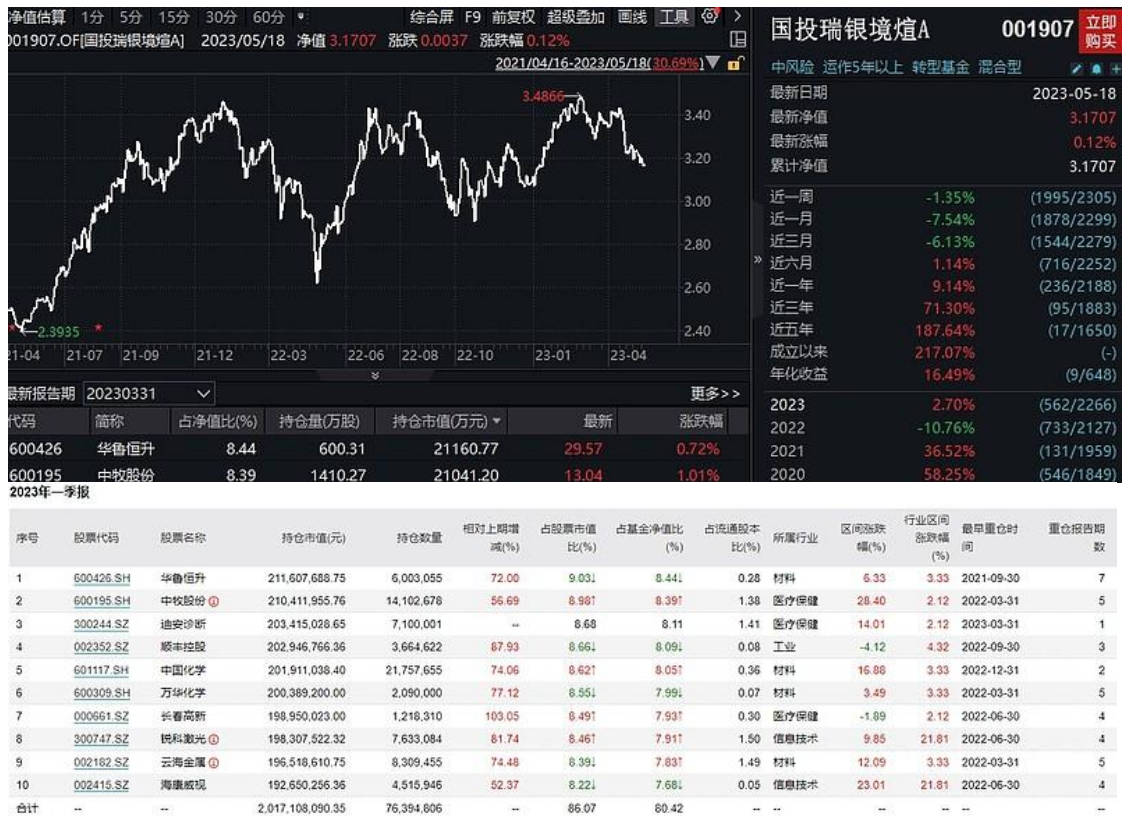 净值估算 1分 5分 15分 30分 60分 综合屏 F9 前复权 超级叠加 画线 工具
001907.OF[国投瑞银境煊A] 2023/05/18 净值 3.1707 涨跌 0.0037 涨跌幅 0.12%
2021/04/16-2023/05/18(30.69%)
3.4866
3.40
3.20
3.00
2.80
2.60
2.40
2.3935
21-04 21-07 21-09 21-12 22-03 22-06 22-08 22-10 23-01 23-04
最新报告期 20230331 更多>>
代码 简称 占净值比(%) 持仓量(万股) 持仓市值(万元) 最新 涨跌幅
600426 华鲁恒升 8.44 600.31 21160.77 29.57 0.72%
600195 中牧股份 8.39 1410.27 21041.20 13.04 1.01%
国投瑞银境煊A 001907 立即购买
中风险 运作5年以上 转型基金 混合型
最新日期 2023-05-18
最新净值 3.1707
最新涨幅 0.12%
累计净值 3.1707
近一周 -1.35% (1995/2305)
近一月 -7.54% (1878/2299)
近三月 -6.13% (1544/2279)
近六月 1.14% (716/2252)
近一年 9.14% (236/2188)
近三年 71.30% (95/1883)
近五年 187.64% (17/1650)
成立以来 217.07% (-)
年化收益 16.49% (9/648)
2023 2.70% (562/2266)
2022 -10.76% (733/2127)
2021 36.52% (131/1959)
2020 58.25% (546/1849)
2023年一季报
序号 股票代码 股票名称 持仓市值(元) 持仓数量 相对上期增减(%) 占股票市值比(%) 占基金净值比(%) 占流通股本比(%) 所属行业 区间涨跌幅(%) 行业区间涨跌幅(%) 最早重仓时间 重仓报告期数
1 600426.SH 华鲁恒升 211,607,688.75 6,003,055 72.00 9.03↓ 8.44↓ 0.28 材料 6.33 3.33 2021-09-30 7
2 600195.SH 中牧股份 210,411,955.76 14,102,678 56.69 8.98↑ 8.39↑ 1.38 医疗保健 28.40 2.12 2022-03-31 5
3 300244.SZ 迪安诊断 203,415,028.65 7,100,001 -- 8.68 8.11 1.41 医疗保健 14.01 2.12 2023-03-31 1
4 002352.SZ 顺丰控股 202,946,766.36 3,664,622 87.93 8.66↓ 8.09↓ 0.08 工业 -4.12 4.32 2022-09-30 3
5 601117.SH 中国化学 201,911,038.40 21,757,655 74.06 8.62↑ 8.05↑ 0.36 材料 16.88 3.33 2022-12-31 2
6 600309.SH 万华化学 200,389,200.00 2,090,000 77.12 8.55↓ 7.99↓ 0.07 材料 3.49 3.33 2022-03-31 5
7 000661.SZ 长春高新 198,950,023.00 1,218,310 103.05 8.49↑ 7.93↑ 0.30 医疗保健 -1.89 2.12 2022-06-30 4
8 300747.SZ 锐科激光 198,307,522.32 7,633,084 81.74 8.46↑ 7.91↑ 1.50 信息技术 9.85 21.81 2022-06-30 4
9 002182.SZ 云海金属 196,518,610.75 8,309,455 74.48 8.39↓ 7.83↑ 1.49 材料 12.09 3.33 2022-03-31 5
10 002415.SZ 海康威视 192,650,256.36 4,515,946 52.37 8.22↓ 7.68↓ 0.05 信息技术 23.01 21.81 2022-06-30 4
合计 -- -- 2,017,108,090.35 76,394,806 -- 86.07 80.42 -- -- -- -- -- --